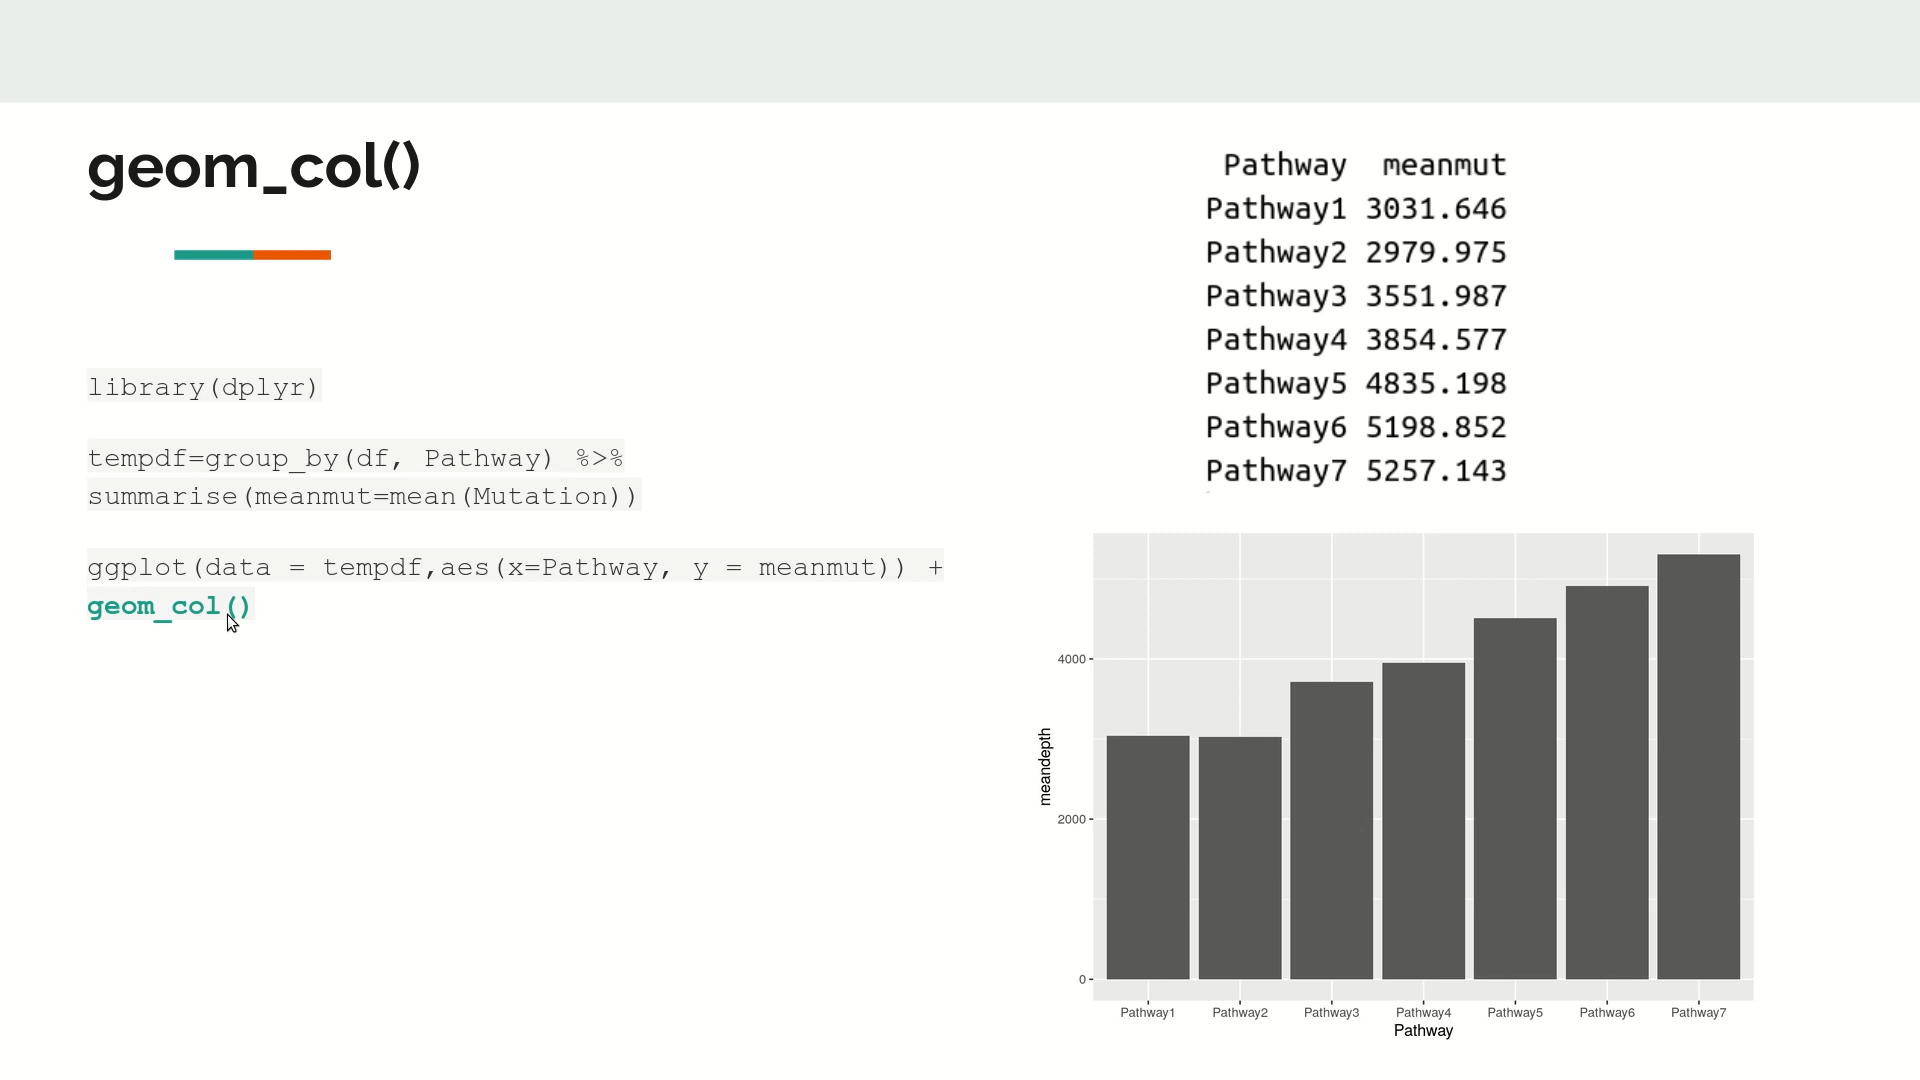 geom_col()
library(dplyr)
tempdf=group_by(df, Pathway) %>%
summarise(meanmut=mean(Mutation))
ggplot(data = tempdf,aes(x=Pathway, y = meanmut)) +
geom_col()
Pathway meanmut
Pathway1 3031.646
Pathway2 2979.975
Pathway3 3551.987
Pathway4 3854.577
Pathway5 4835.198
Pathway6 5198.852
Pathway7 5257.143
4000
2000
0
meandepth
Pathway1 Pathway2 Pathway3 Pathway4 Pathway5 Pathway6 Pathway7
Pathway